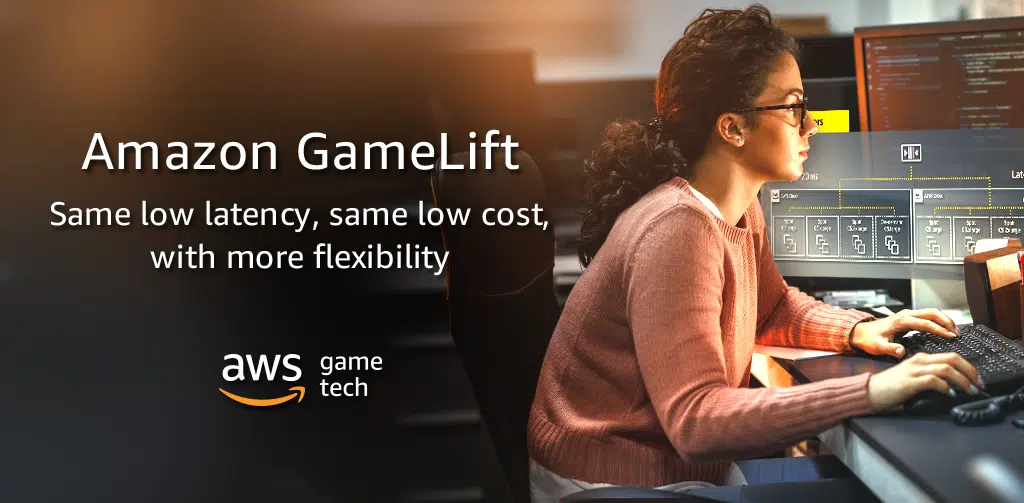 Amazon GameLift
Same low latency, same low cost,
with more flexibility
aws game
tech